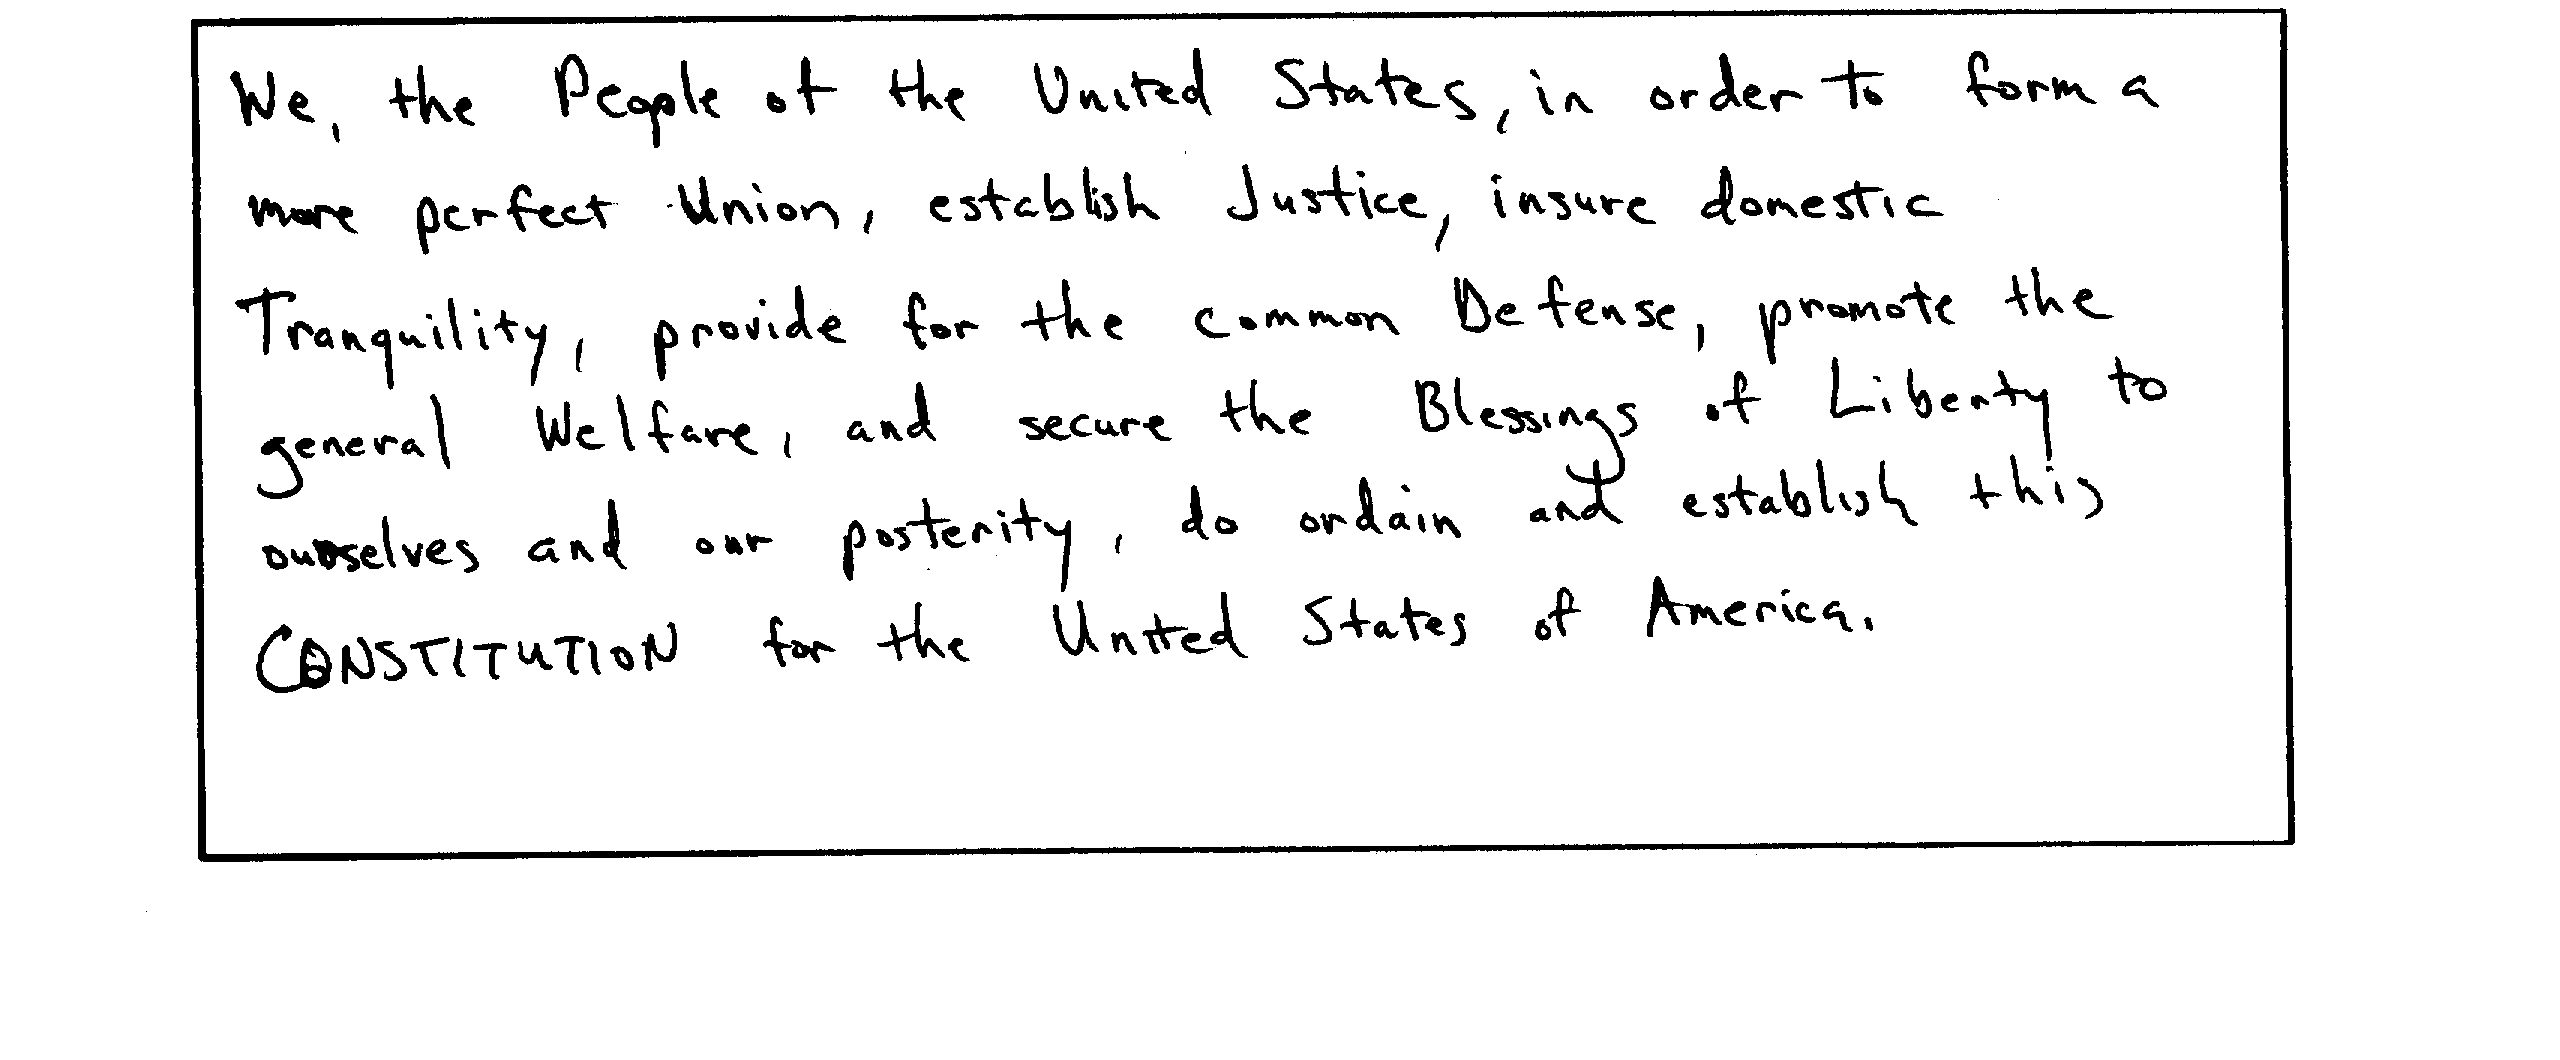 We, the People of the United States, in order to form a
more perfect Union, establish Justice, insure domestic
Tranquility, provide for the common Defense, promote the
general Welfare, and secure the Blessings of Liberty to
ourselves and our posterity, do ordain and establish this
CONSTITUTION for the United States of America.